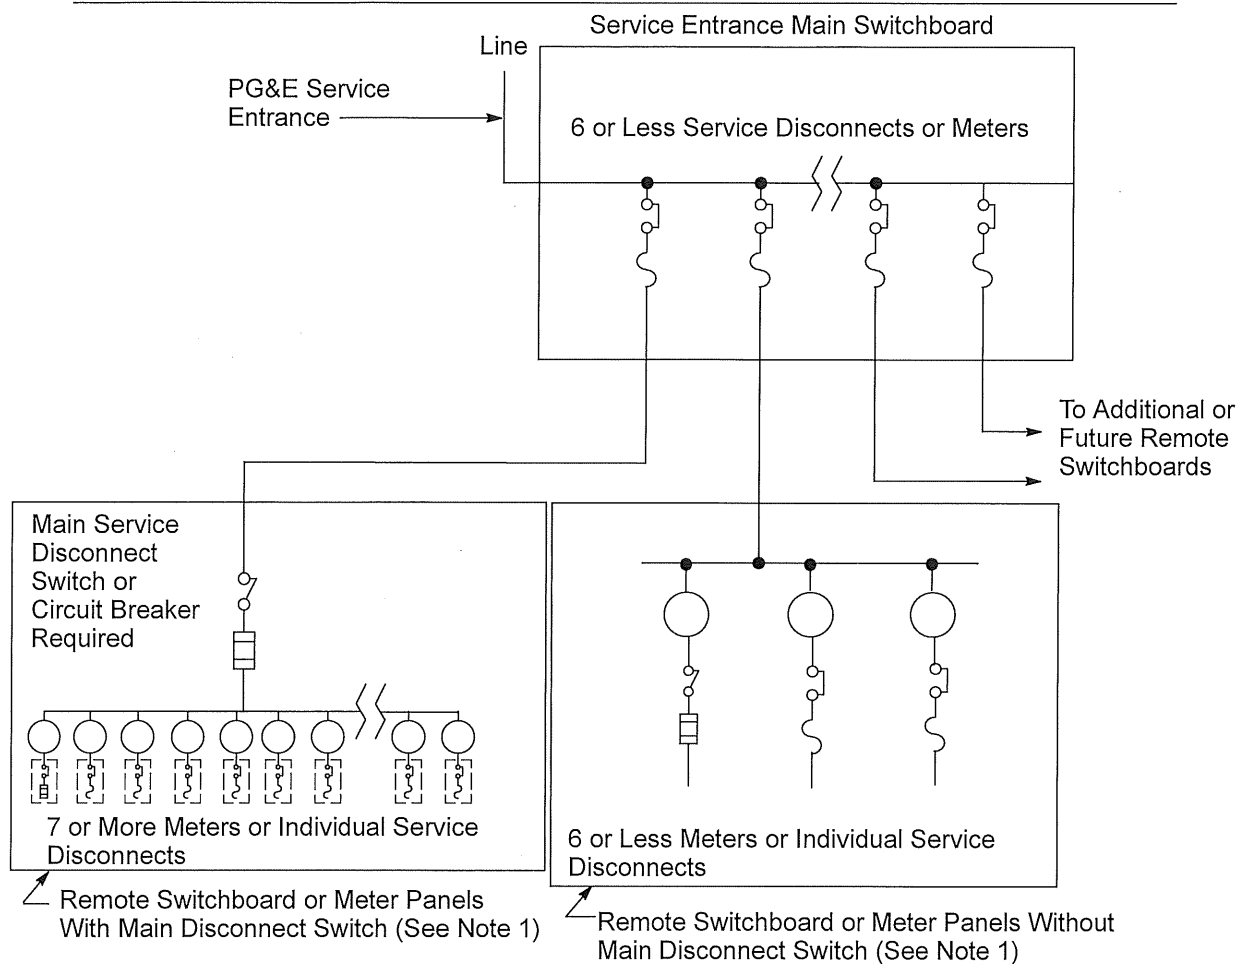 Service Entrance Main Switchboard
Line
PG&E Service
Entrance
6 or Less Service Disconnects or Meters
To Additional or
Future Remote
Switchboards
Main Service
Disconnect
Switch or
Circuit Breaker
Required
7 or More Meters or Individual Service
Disconnects
6 or Less Meters or Individual Service
Disconnects
Remote Switchboard or Meter Panels
With Main Disconnect Switch (See Note 1)
Remote Switchboard or Meter Panels Without
Main Disconnect Switch (See Note 1)